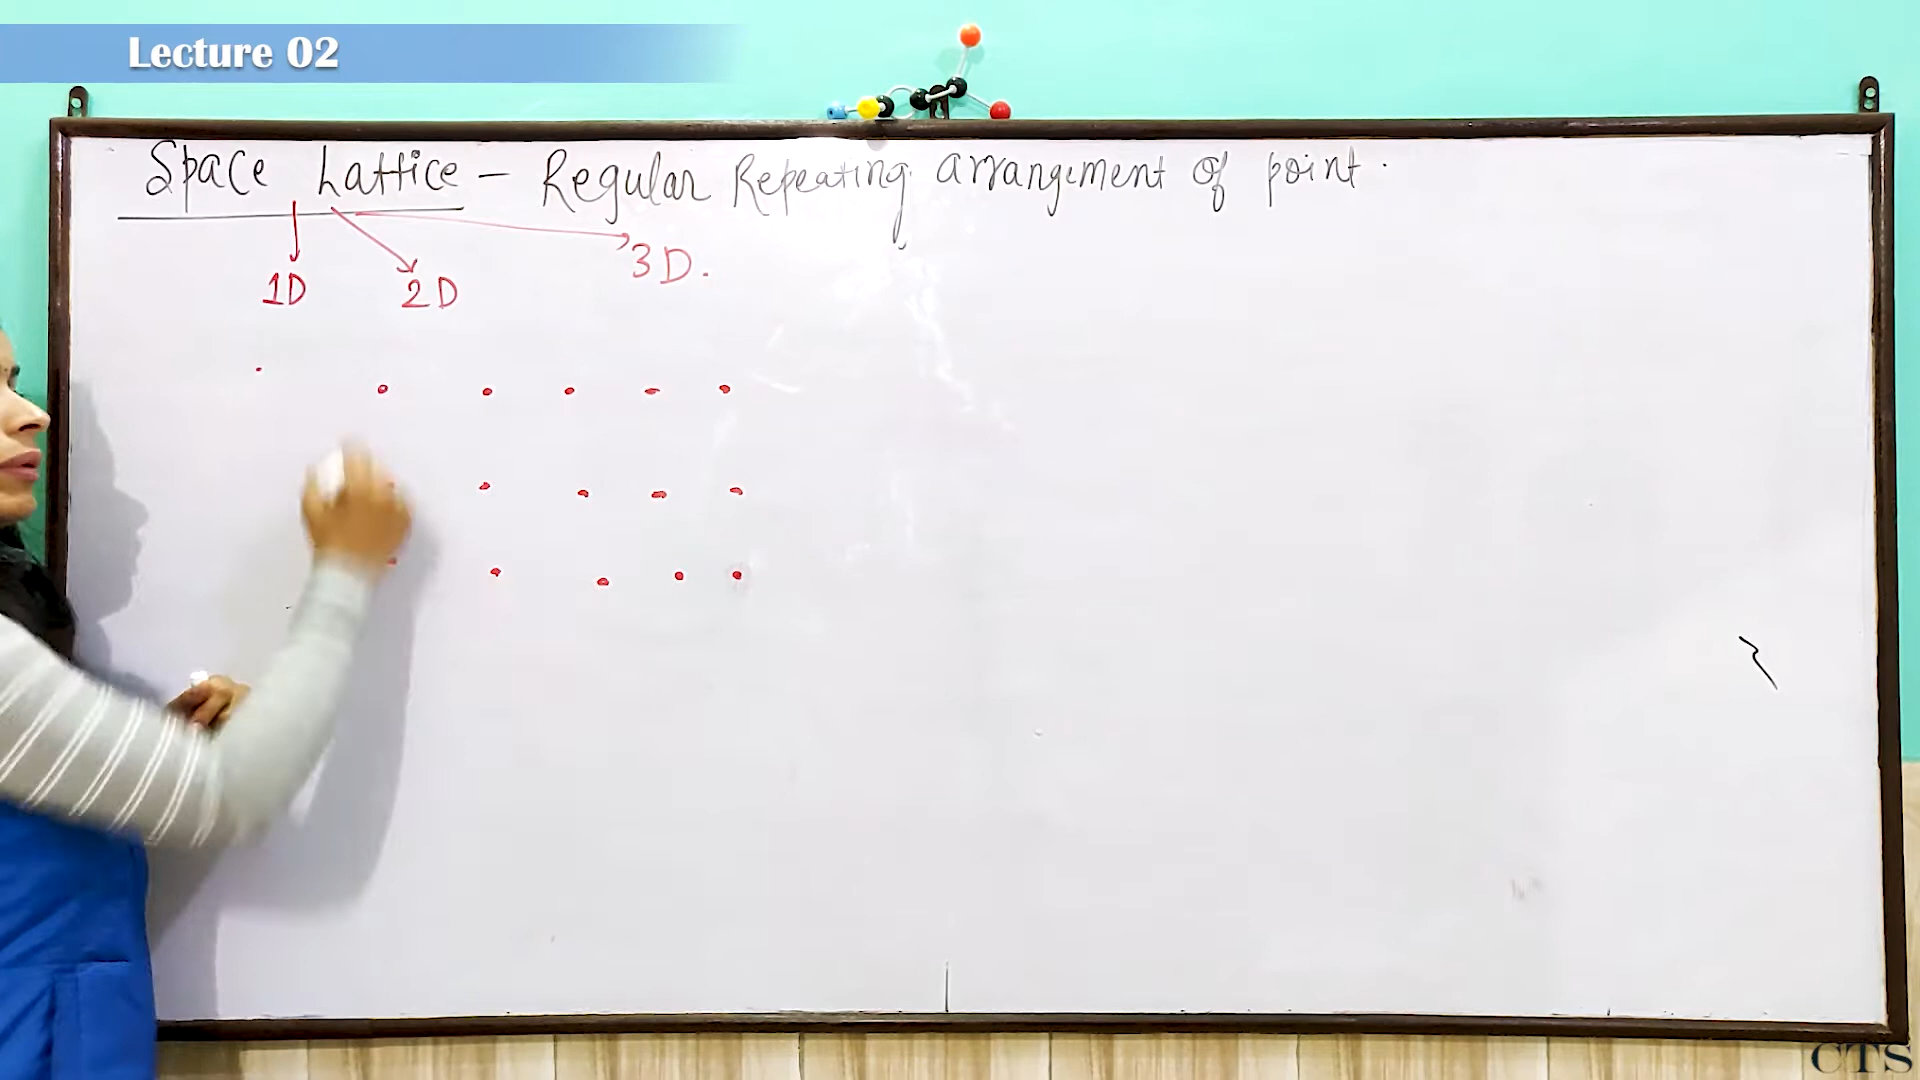 Lecture 02
Space Lattice – Regular Repeating arrangement of point.
1D 2D 3D.
CTS